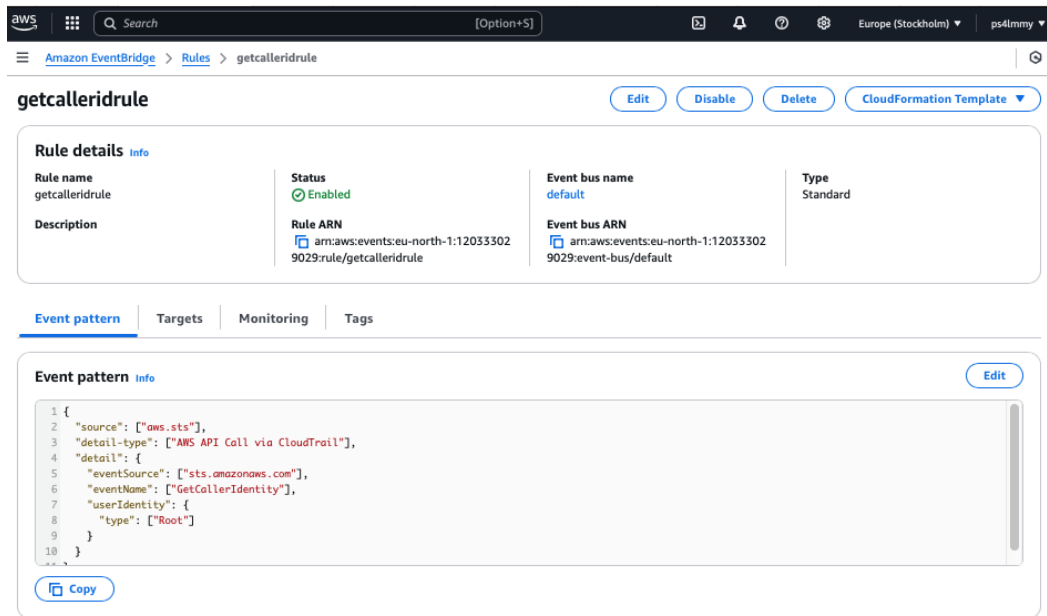 aws
Search [Option+S] Europe (Stockholm) ps4lmmy
Amazon EventBridge > Rules > getcalleridrule
getcalleridrule
Edit Disable Delete CloudFormation Template
Rule details Info
Rule name
getcalleridrule
Status
Enabled
Event bus name
default
Type
Standard
Description
Rule ARN
arn:aws:events:eu-north-1:12033302
9029:rule/getcalleridrule
Event bus ARN
arn:aws:events:eu-north-1:12033302
9029:event-bus/default
Event pattern Targets Monitoring Tags
Event pattern Info Edit
1 {
2 "source": ["aws.sts"],
3 "detail-type": ["AWS API Call via CloudTrail"],
4 "detail": {
5 "eventSource": ["sts.amazonaws.com"],
6 "eventName": ["GetCallerIdentity"],
7 "userIdentity": {
8 "type": ["Root"]
9 }
10 }
Copy